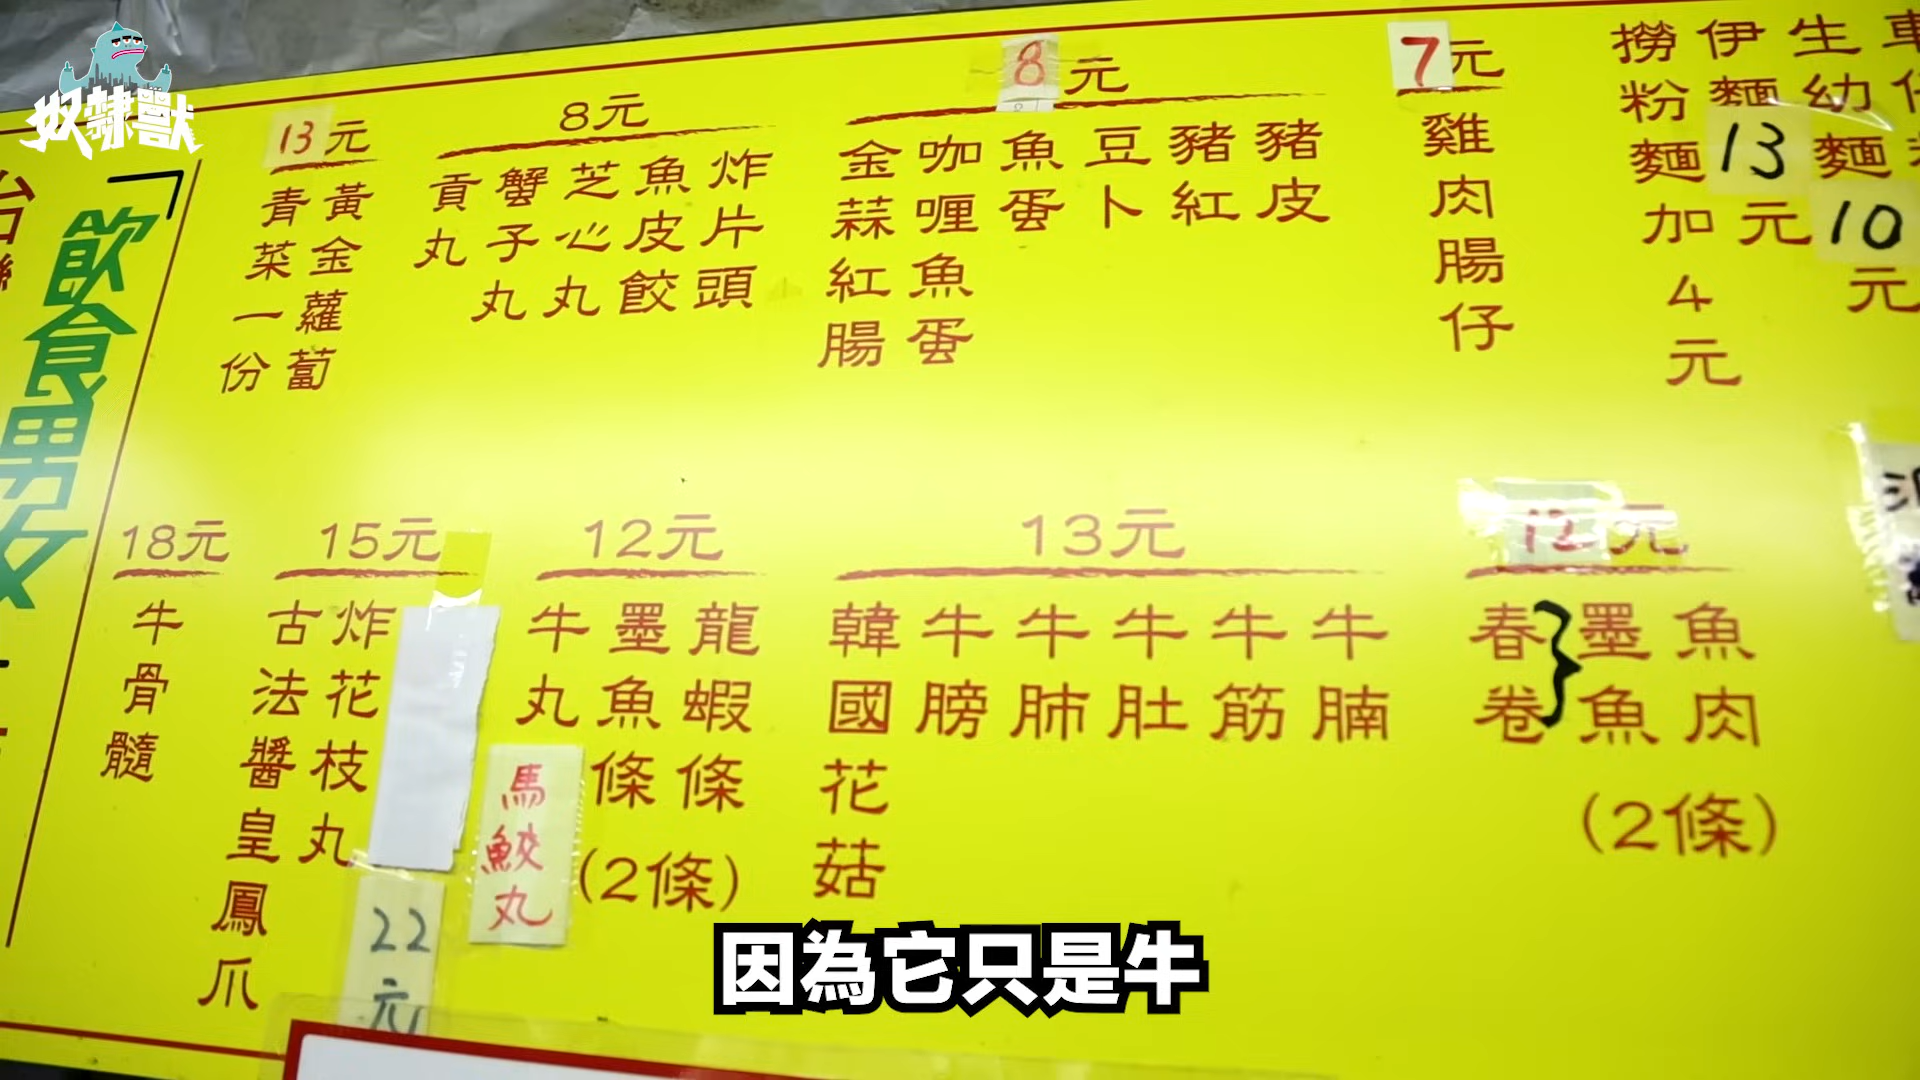 奴隸獸
「飲食男女
13元
黃金蘿蔔
青菜一份
8元
炸片頭
魚皮餃
芝心丸
蟹子丸
貢丸
8元
豬皮
豬紅
豆卜
魚蛋
咖喱魚蛋
金蒜紅腸
7元
雞肉腸仔
生幼麵
10元
伊麵
13元
撈粉麵加4元
18元
牛骨髓
15元
炸花枝丸
古法醬皇鳳爪
22元
12元
龍蝦條
墨魚條
(2條)
牛丸
馬鮫丸
13元
牛腩
牛筋
牛肚
牛肺
牛膀
韓國花菇
12元
魚肉
墨魚
}春卷
(2條)
因為它只是牛